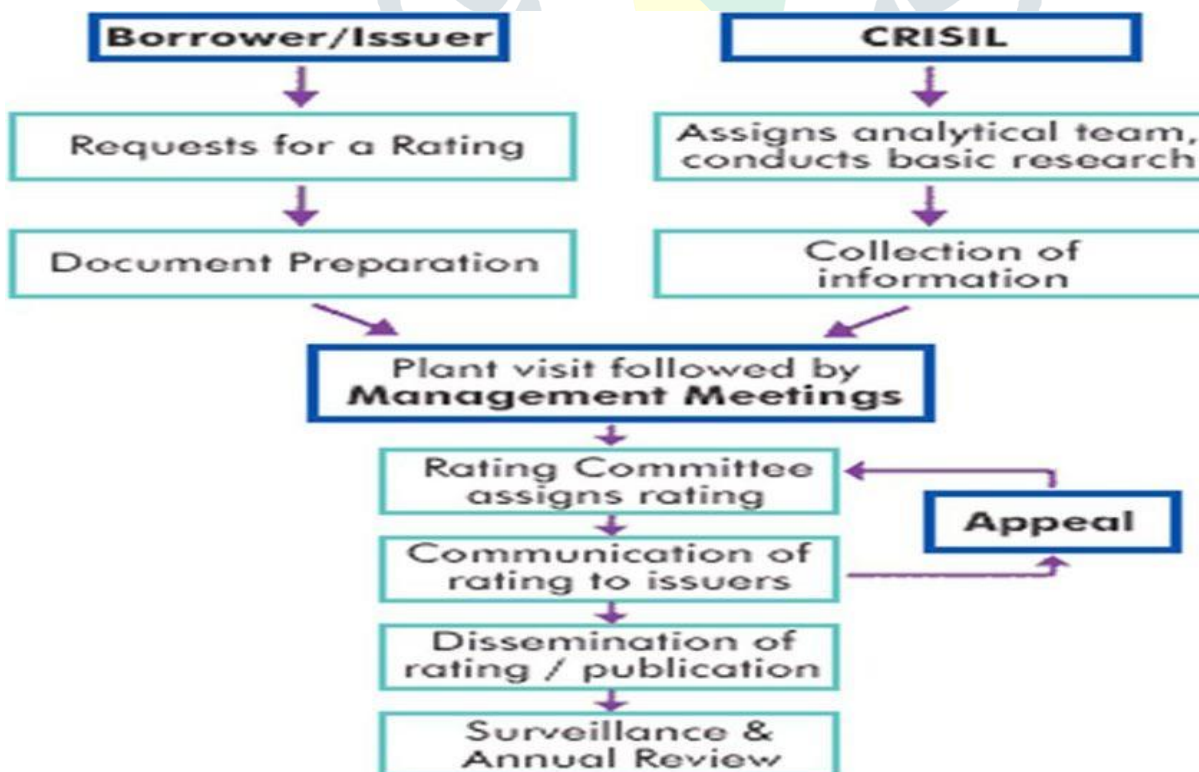 Borrower/Issuer
CRISIL
Requests for a Rating
Assigns analytical team,
conducts basic research
Document Preparation
Collection of
information
Plant visit followed by
Management Meetings
Rating Committee
assigns rating
Appeal
Communication of
rating to issuers
Dissemination of
rating / publication
Surveillance &
Annual Review